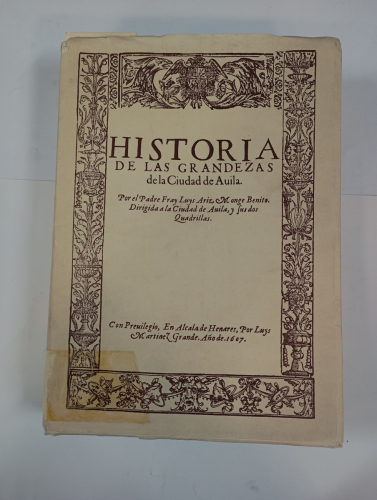 HISTORIA
DE LAS GRANDEZAS
de la Ciudad de Auila.
Por el Padre Fray Luys Ariz, Monge Benito.
Dirigida a la Ciudad de Auila, y sus dos
Quadrillas.
Con Preuilegio, En Alcala de Henares, Por Luys
Martinez Grande. Año de. 1607.